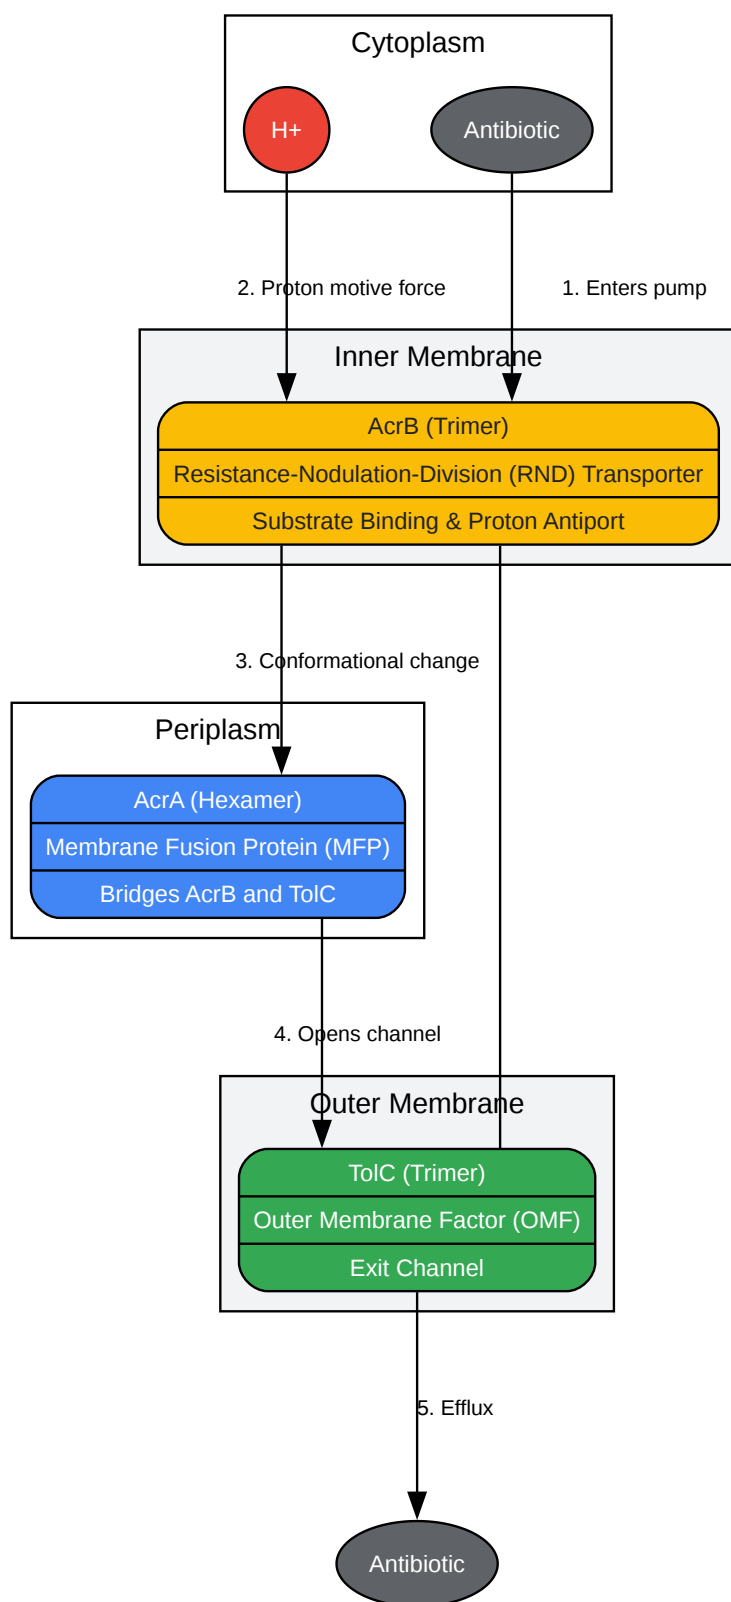 Cytoplasm
H+
Antibiotic
2. Proton motive force
1. Enters pump
Inner Membrane
AcrB (Trimer)
Resistance-Nodulation-Division (RND) Transporter
Substrate Binding & Proton Antiport
3. Conformational change
Periplasm
AcrA (Hexamer)
Membrane Fusion Protein (MFP)
Bridges AcrB and TolC
4. Opens channel
Outer Membrane
TolC (Trimer)
Outer Membrane Factor (OMF)
Exit Channel
5. Efflux
Antibiotic